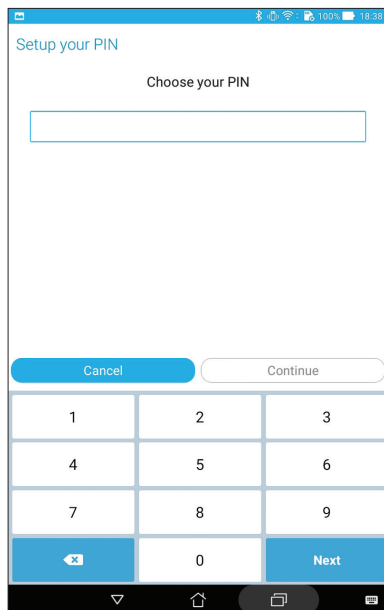 100% 18:38
Setup your PIN
Choose your PIN
Cancel Continue
1 2 3
4 5 6
7 8 9
0 Next